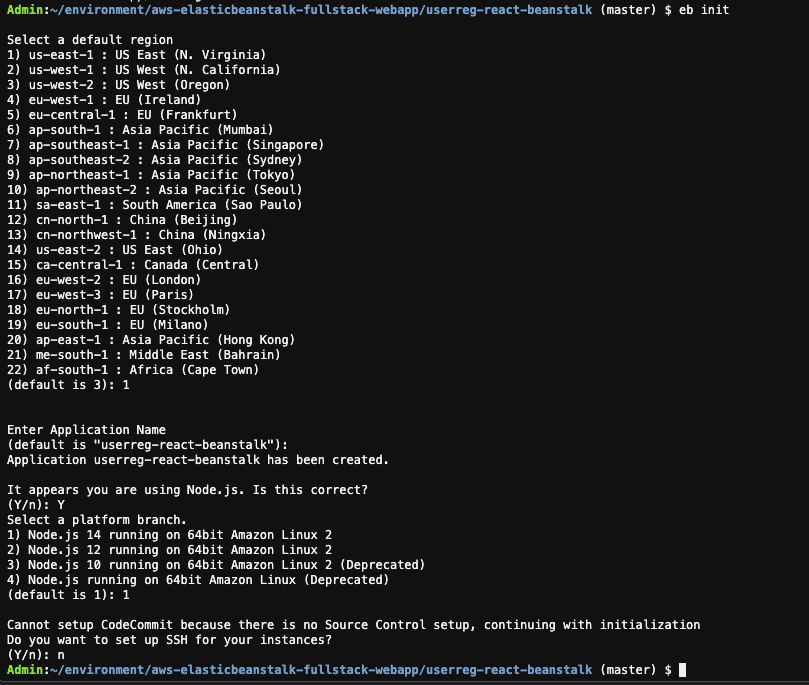 Admin:~/environment/aws-elasticbeanstalk-fullstack-webapp/userreg-react-beanstalk (master) $ eb init
Select a default region
1) us-east-1 : US East (N. Virginia)
2) us-west-1 : US West (N. California)
3) us-west-2 : US West (Oregon)
4) eu-west-1 : EU (Ireland)
5) eu-central-1 : EU (Frankfurt)
6) ap-south-1 : Asia Pacific (Mumbai)
7) ap-southeast-1 : Asia Pacific (Singapore)
8) ap-southeast-2 : Asia Pacific (Sydney)
9) ap-northeast-1 : Asia Pacific (Tokyo)
10) ap-northeast-2 : Asia Pacific (Seoul)
11) sa-east-1 : South America (Sao Paulo)
12) cn-north-1 : China (Beijing)
13) cn-northwest-1 : China (Ningxia)
14) us-east-2 : US East (Ohio)
15) ca-central-1 : Canada (Central)
16) eu-west-2 : EU (London)
17) eu-west-3 : EU (Paris)
18) eu-north-1 : EU (Stockholm)
19) eu-south-1 : EU (Milano)
20) ap-east-1 : Asia Pacific (Hong Kong)
21) me-south-1 : Middle East (Bahrain)
22) af-south-1 : Africa (Cape Town)
(default is 3): 1
Enter Application Name
(default is "userreg-react-beanstalk"):
Application userreg-react-beanstalk has been created.
It appears you are using Node.js. Is this correct?
(Y/n): Y
Select a platform branch.
1) Node.js 14 running on 64bit Amazon Linux 2
2) Node.js 12 running on 64bit Amazon Linux 2
3) Node.js 10 running on 64bit Amazon Linux 2 (Deprecated)
4) Node.js running on 64bit Amazon Linux (Deprecated)
(default is 1): 1
Cannot setup CodeCommit because there is no Source Control setup, continuing with initialization
Do you want to set up SSH for your instances?
(Y/n): n
Admin:~/environment/aws-elasticbeanstalk-fullstack-webapp/userreg-react-beanstalk (master) $